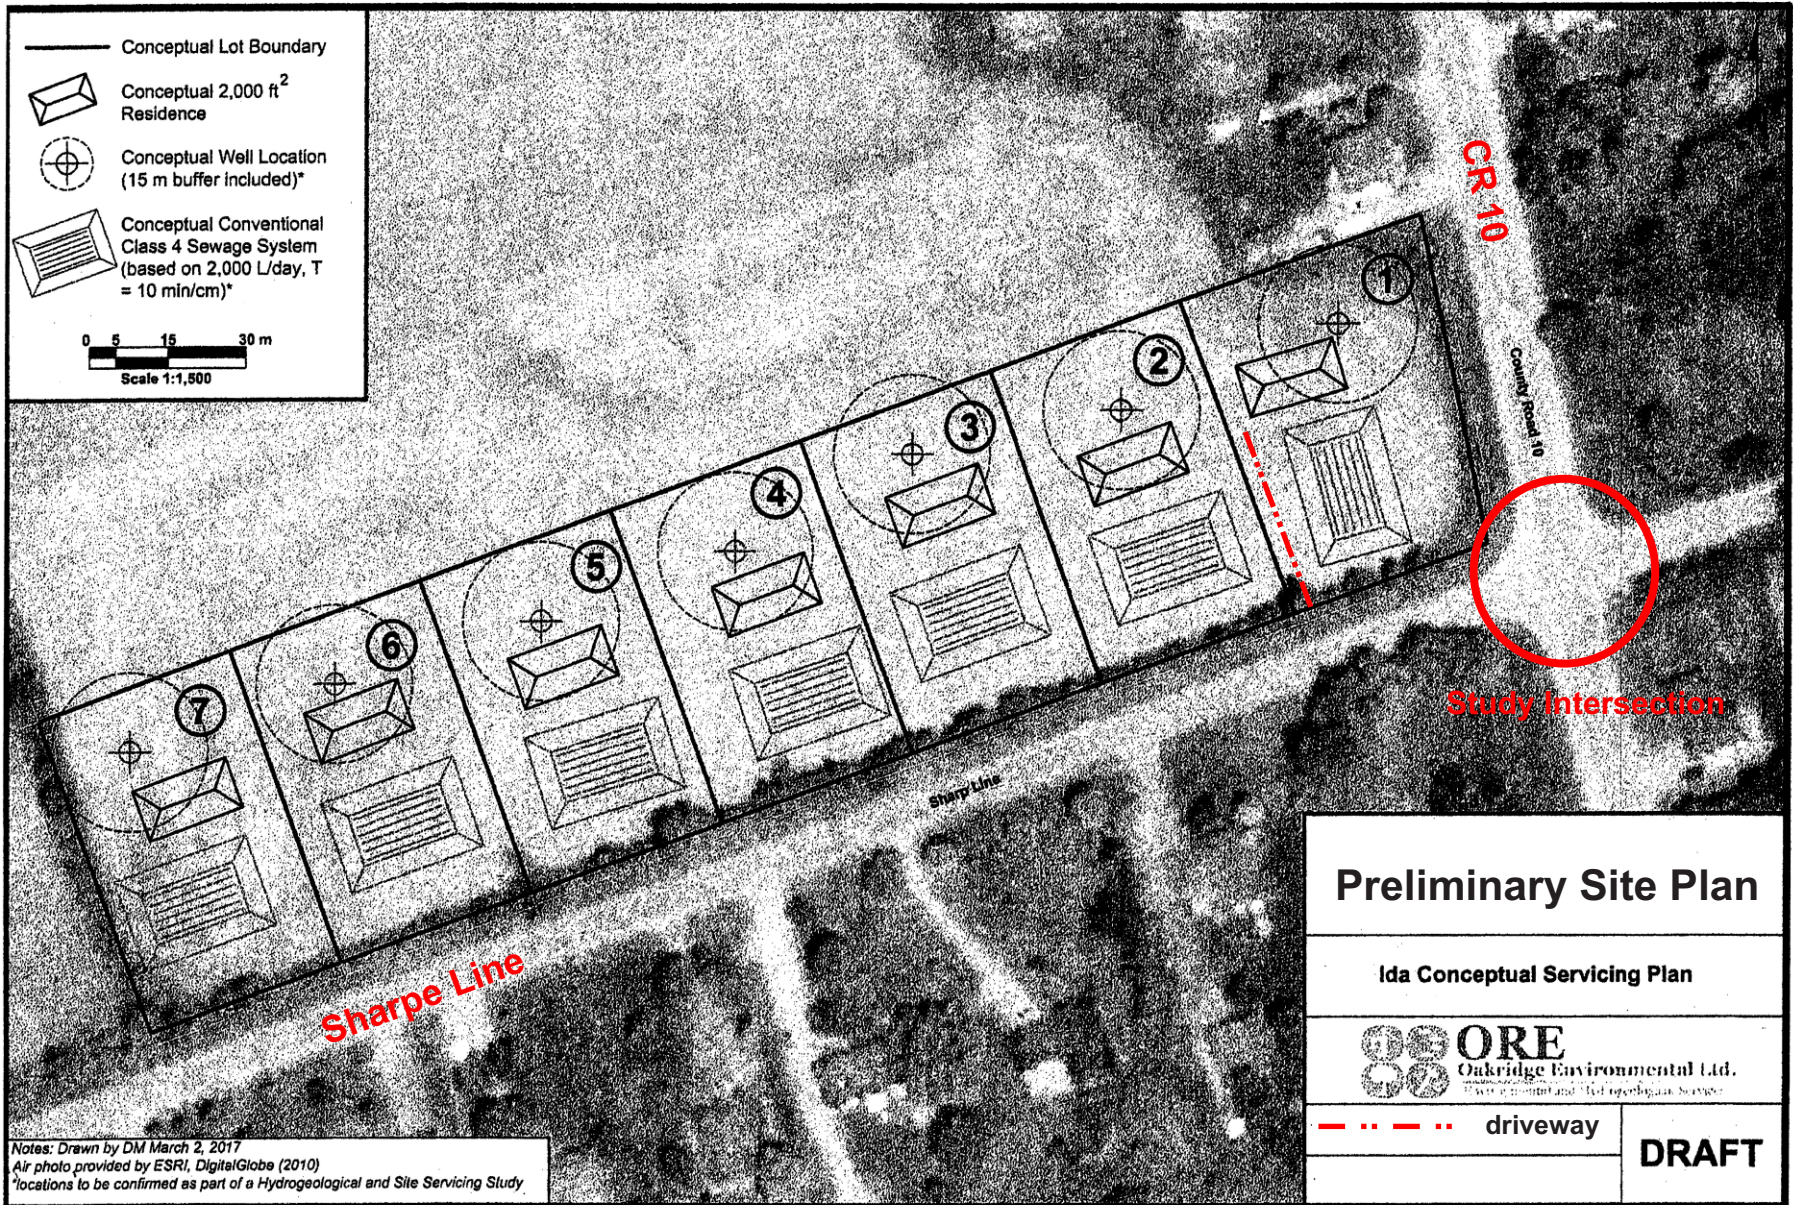 Conceptual Lot Boundary
Conceptual 2,000 ft2
Residence
Conceptual Well Location
(15 m buffer included)*
Conceptual Conventional
Class 4 Sewage System
(based on 2,000 L/day, T
= 10 min/cm)*
0 5 15 30 m
Scale 1:1,500
CR 10
County Road 10
1
2
3
4
5
6
7
Study Intersection
Sharp Line
Sharpe Line
Preliminary Site Plan
Ida Conceptual Servicing Plan
ORE
Oakridge Environmental Ltd.
driveway
DRAFT
Notes: Drawn by DM March 2, 2017
Air photo provided by ESRI, DigitalGlobe (2010)
*locations to be confirmed as part of a Hydrogeological and Site Servicing Study